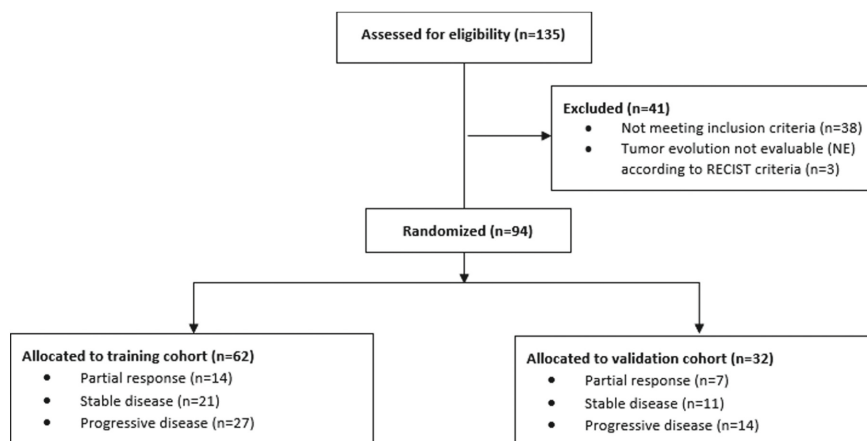 Assessed for eligibility (n=135)
Excluded (n=41)
• Not meeting inclusion criteria (n=38)
• Tumor evolution not evaluable (NE)
according to RECIST criteria (n=3)
Randomized (n=94)
Allocated to training cohort (n=62)
• Partial response (n=14)
• Stable disease (n=21)
• Progressive disease (n=27)
Allocated to validation cohort (n=32)
• Partial response (n=7)
• Stable disease (n=11)
• Progressive disease (n=14)